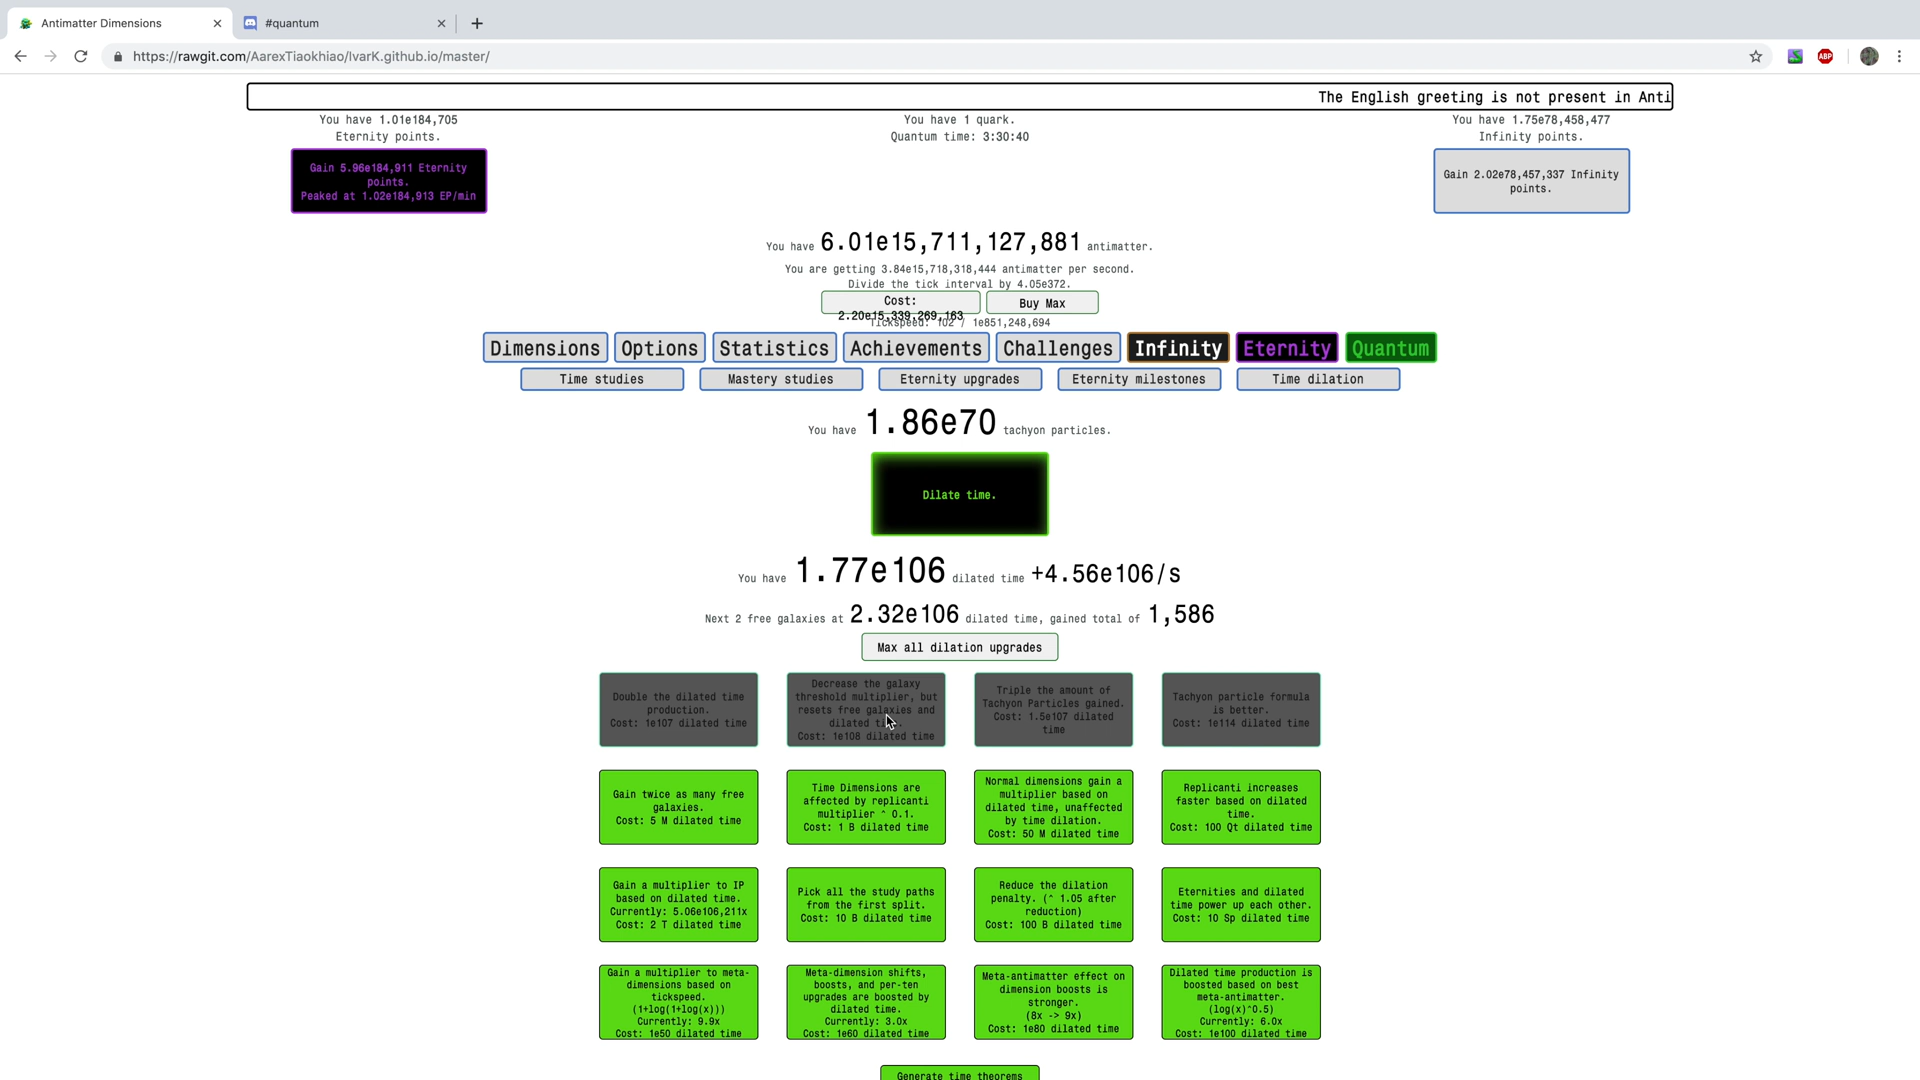 Antimatter Dimensions
#quantum
https://rawgit.com/AarexTiaokhiao/IvarK.github.io/master/
ABP
The English greeting is not present in Anti
You have 1.01e184,705
Eternity points.
You have 1 quark.
Quantum time: 3:30:40
You have 1.75e78,458,477
Infinity points.
Gain 5.96e184,911 Eternity
points.
Peaked at 1.02e184,913 EP/min
Gain 2.02e78,457,337 Infinity
points.
You have 6.01e15,711,127,881 antimatter.
You are getting 3.84e15,718,318,444 antimatter per second.
Divide the tick interval by 4.05e372.
Cost:
2.20e15,339,269,163
Buy Max
Tickspeed: 102 / 1e851,248,694
Dimensions
Options
Statistics
Achievements
Challenges
Infinity
Eternity
Quantum
Time studies
Mastery studies
Eternity upgrades
Eternity milestones
Time dilation
You have 1.86e70 tachyon particles.
Dilate time.
You have 1.77e106 dilated time +4.56e106/s
Next 2 free galaxies at 2.32e106 dilated time, gained total of 1,586
Max all dilation upgrades
Double the dilated time
production.
Cost: 1e107 dilated time
Decrease the galaxy
threshold multiplier, but
resets free galaxies and
dilated time.
Cost: 1e108 dilated time
Triple the amount of
Tachyon Particles gained.
Cost: 1.5e107 dilated
time
Tachyon particle formula
is better.
Cost: 1e114 dilated time
Gain twice as many free
galaxies.
Cost: 5 M dilated time
Time Dimensions are
affected by replicanti
multiplier ^ 0.1.
Cost: 1 B dilated time
Normal dimensions gain a
multiplier based on
dilated time, unaffected
by time dilation.
Cost: 50 M dilated time
Replicanti increases
faster based on dilated
time.
Cost: 100 Qt dilated time
Gain a multiplier to IP
based on dilated time.
Currently: 5.06e106,211x
Cost: 2 T dilated time
Pick all the study paths
from the first split.
Cost: 10 B dilated time
Reduce the dilation
penalty. (^ 1.05 after
reduction)
Cost: 100 B dilated time
Eternities and dilated
time power up each other.
Cost: 10 Sp dilated time
Gain a multiplier to meta-
dimensions based on
tickspeed.
(1+log(1+log(x)))
Currently: 9.9x
Cost: 1e50 dilated time
Meta-dimension shifts,
boosts, and per-ten
upgrades are boosted by
dilated time.
Currently: 3.0x
Cost: 1e60 dilated time
Meta-antimatter effect on
dimension boosts is
stronger.
(8x -> 9x)
Cost: 1e80 dilated time
Dilated time production is
boosted based on best
meta-antimatter.
(log(x)^0.5)
Currently: 6.0x
Cost: 1e100 dilated time
Generate time theorems